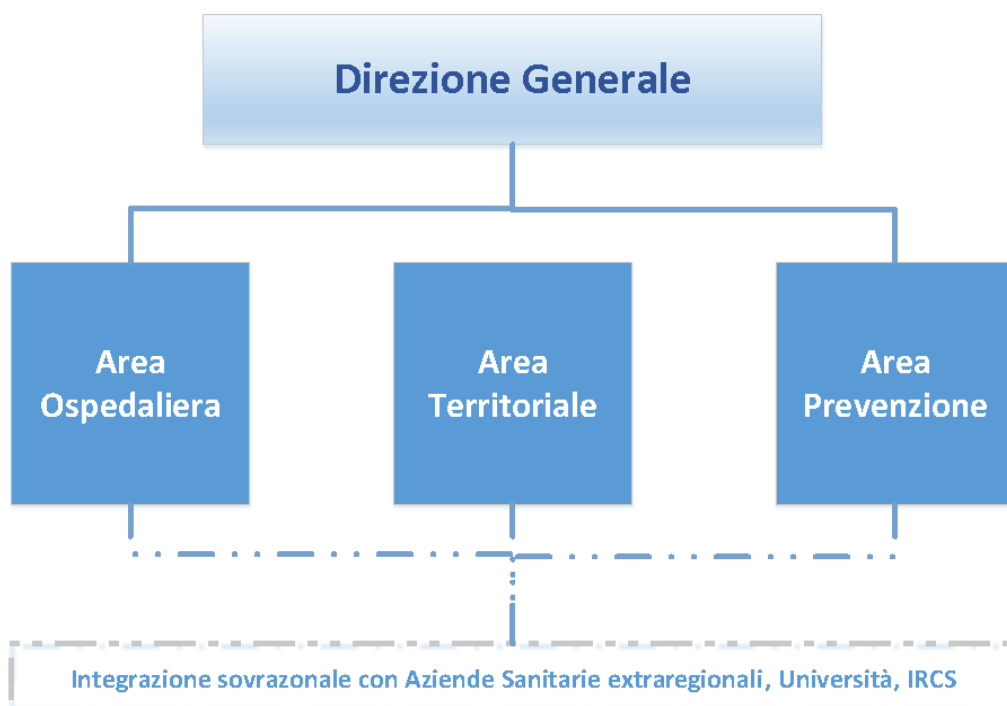 Direzione Generale
Area
Ospedaliera
Area
Territoriale
Area
Prevenzione
Integrazione sovrazonale con Aziende Sanitarie extraregionali, Università, IRCS